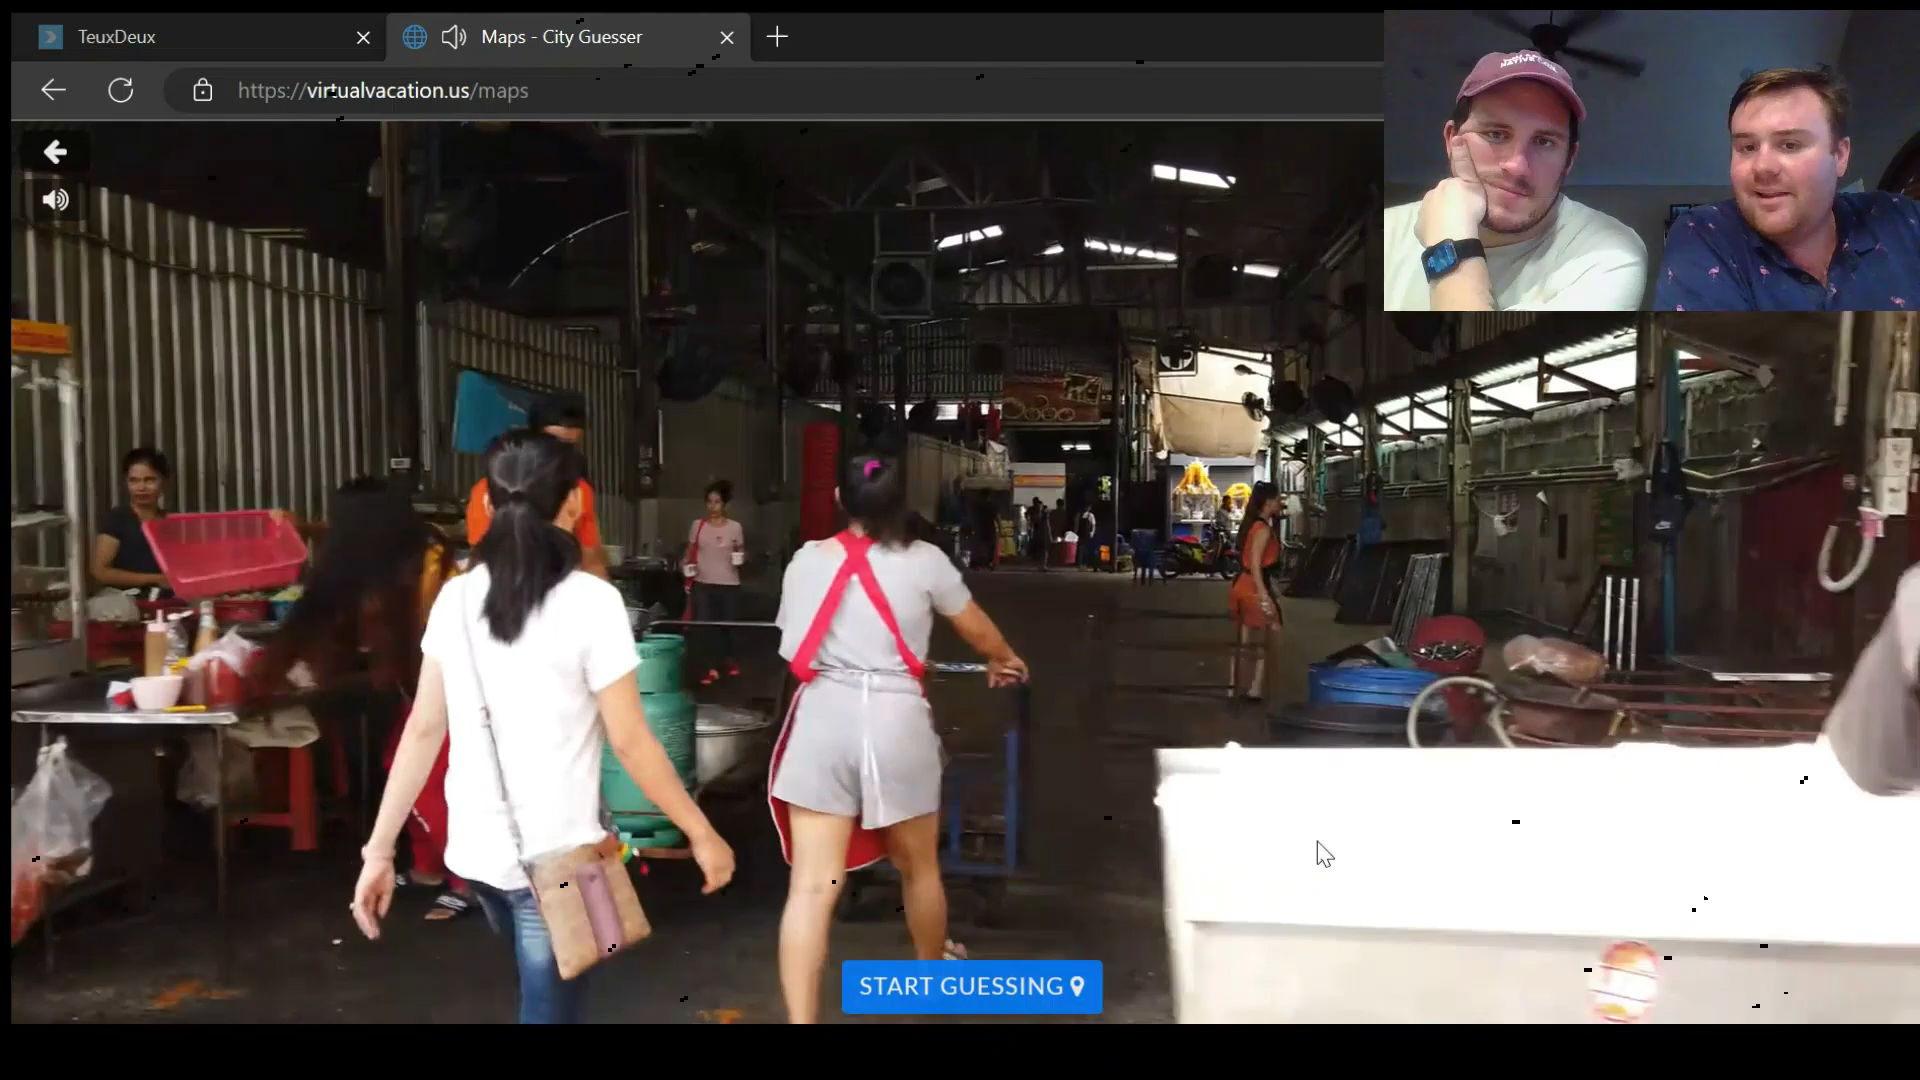 TeuxDeux
Maps - City Guesser
https://virtualvacation.us/maps
START GUESSING